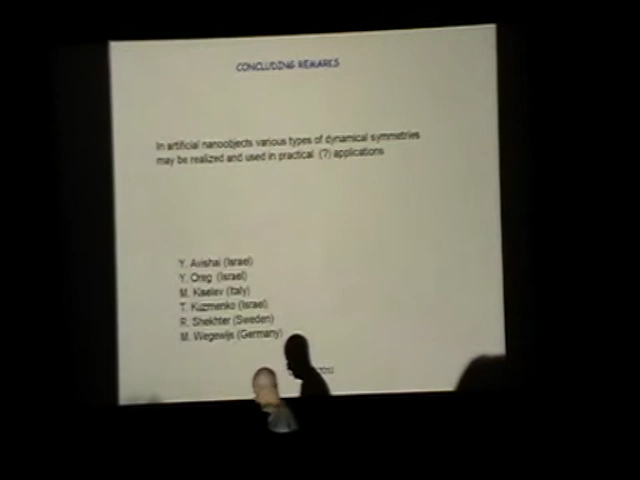 CONCLUDING REMARKS
In artificial nanoobjects various types of dynamical symmetries
may be realized and used in practical (?) applications
Y. Avishai (Israel)
Y. Oreg (Israel)
M. Kiselev (Italy)
T. Kuzmenko (Israel)
R. Shekhter (Sweden)
M. Wegewijs (Germany)